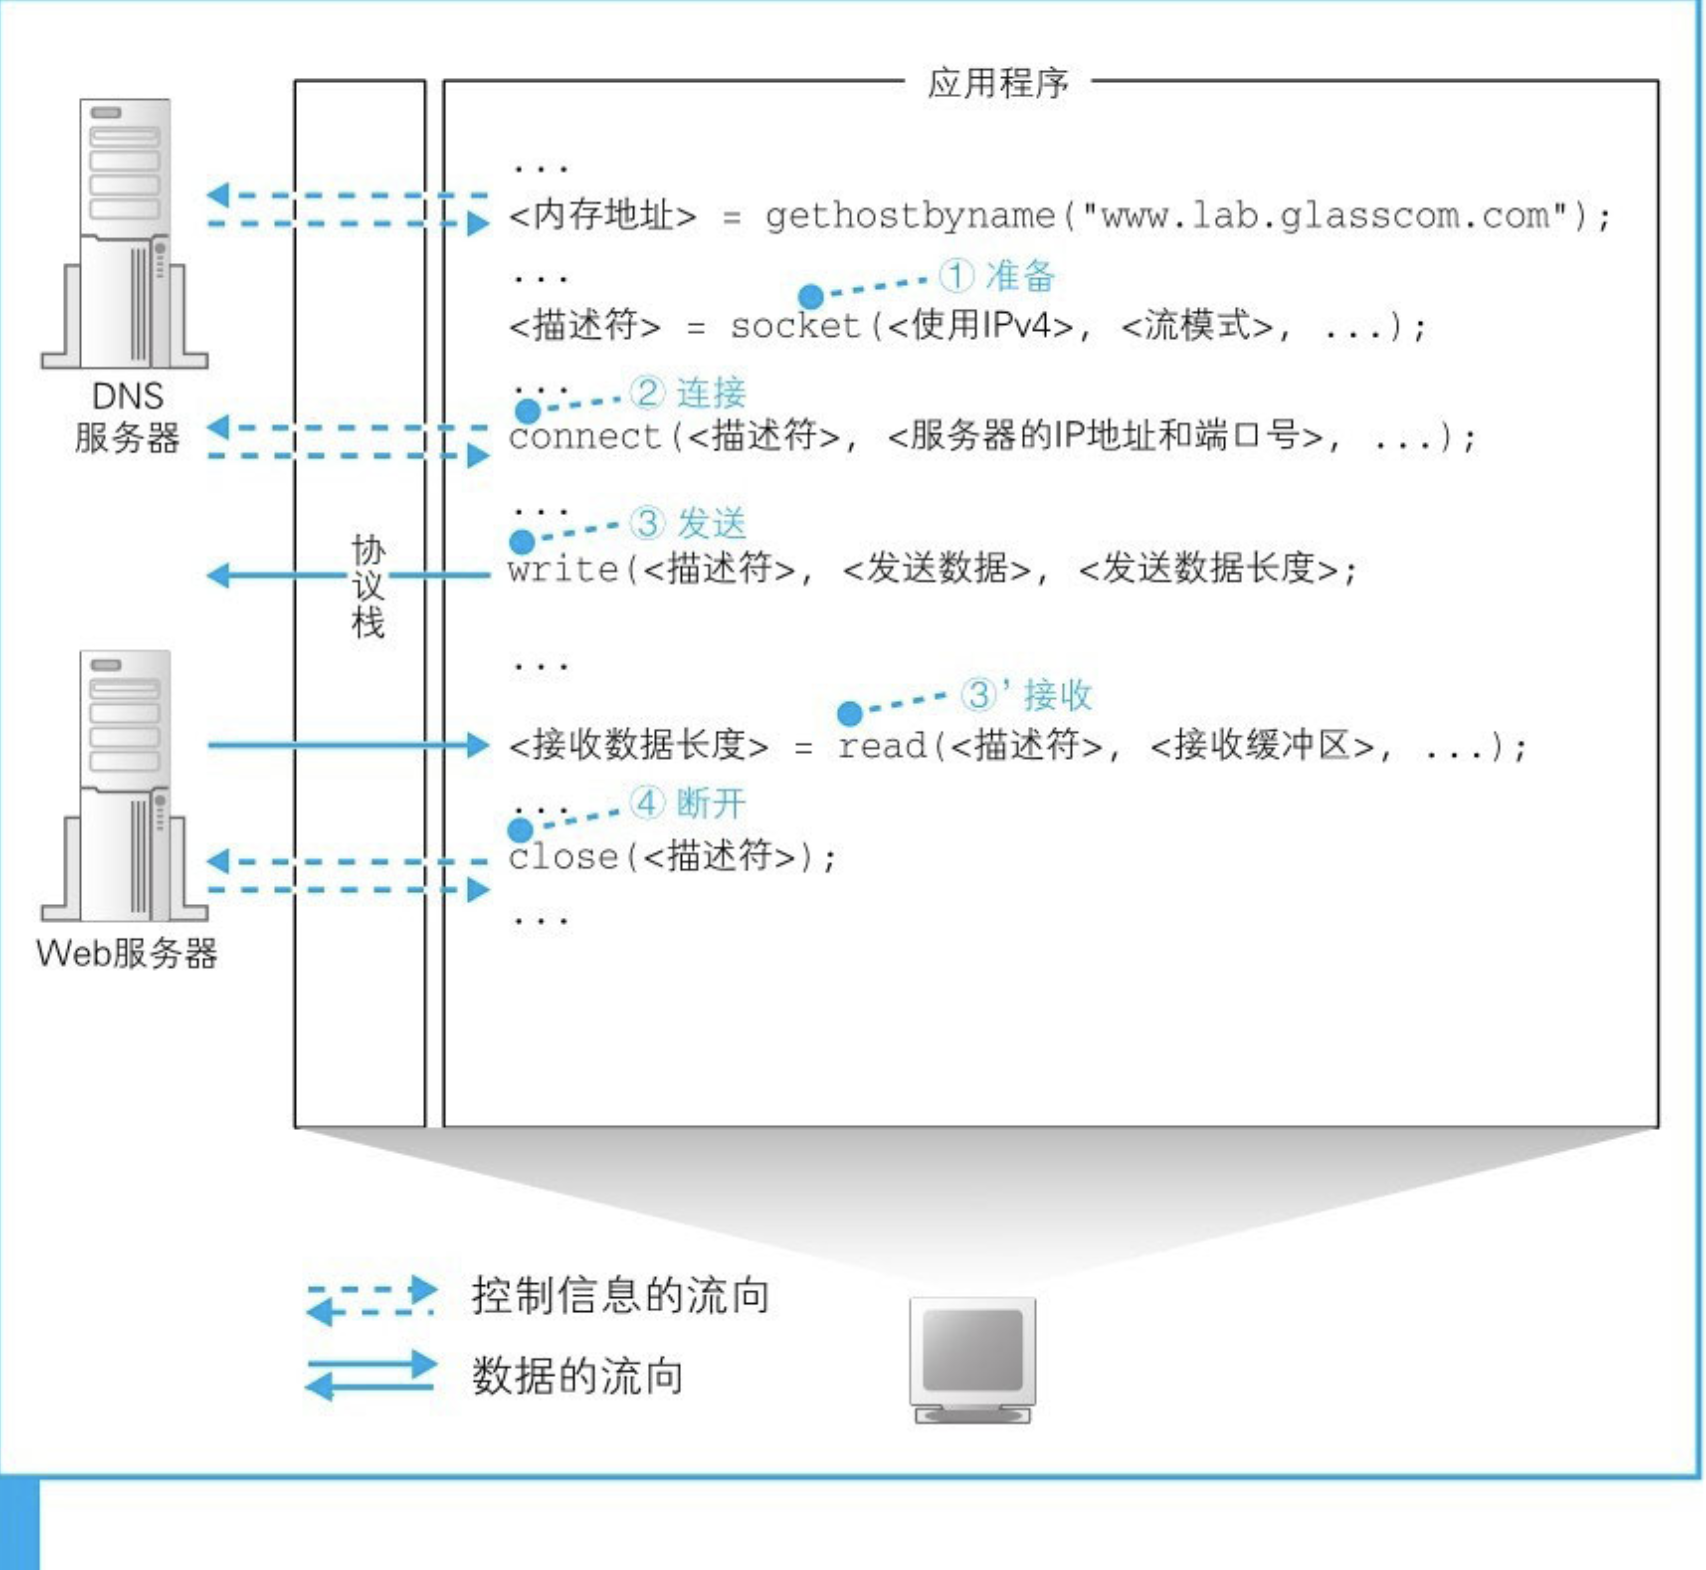 应用程序
...
<内存地址> = gethostbyname("www.lab.glasscom.com");
...
① 准备
<描述符> = socket(<使用IPv4>, <流模式>, ...);
...
② 连接
connect(<描述符>, <服务器的IP地址和端口号>, ...);
...
③ 发送
write(<描述符>, <发送数据>, <发送数据长度>;
...
③’接收
<接收数据长度> = read(<描述符>, <接收缓冲区>, ...);
...
④ 断开
close(<描述符>);
...
DNS
服务器
协议栈
Web服务器
控制信息的流向
数据的流向